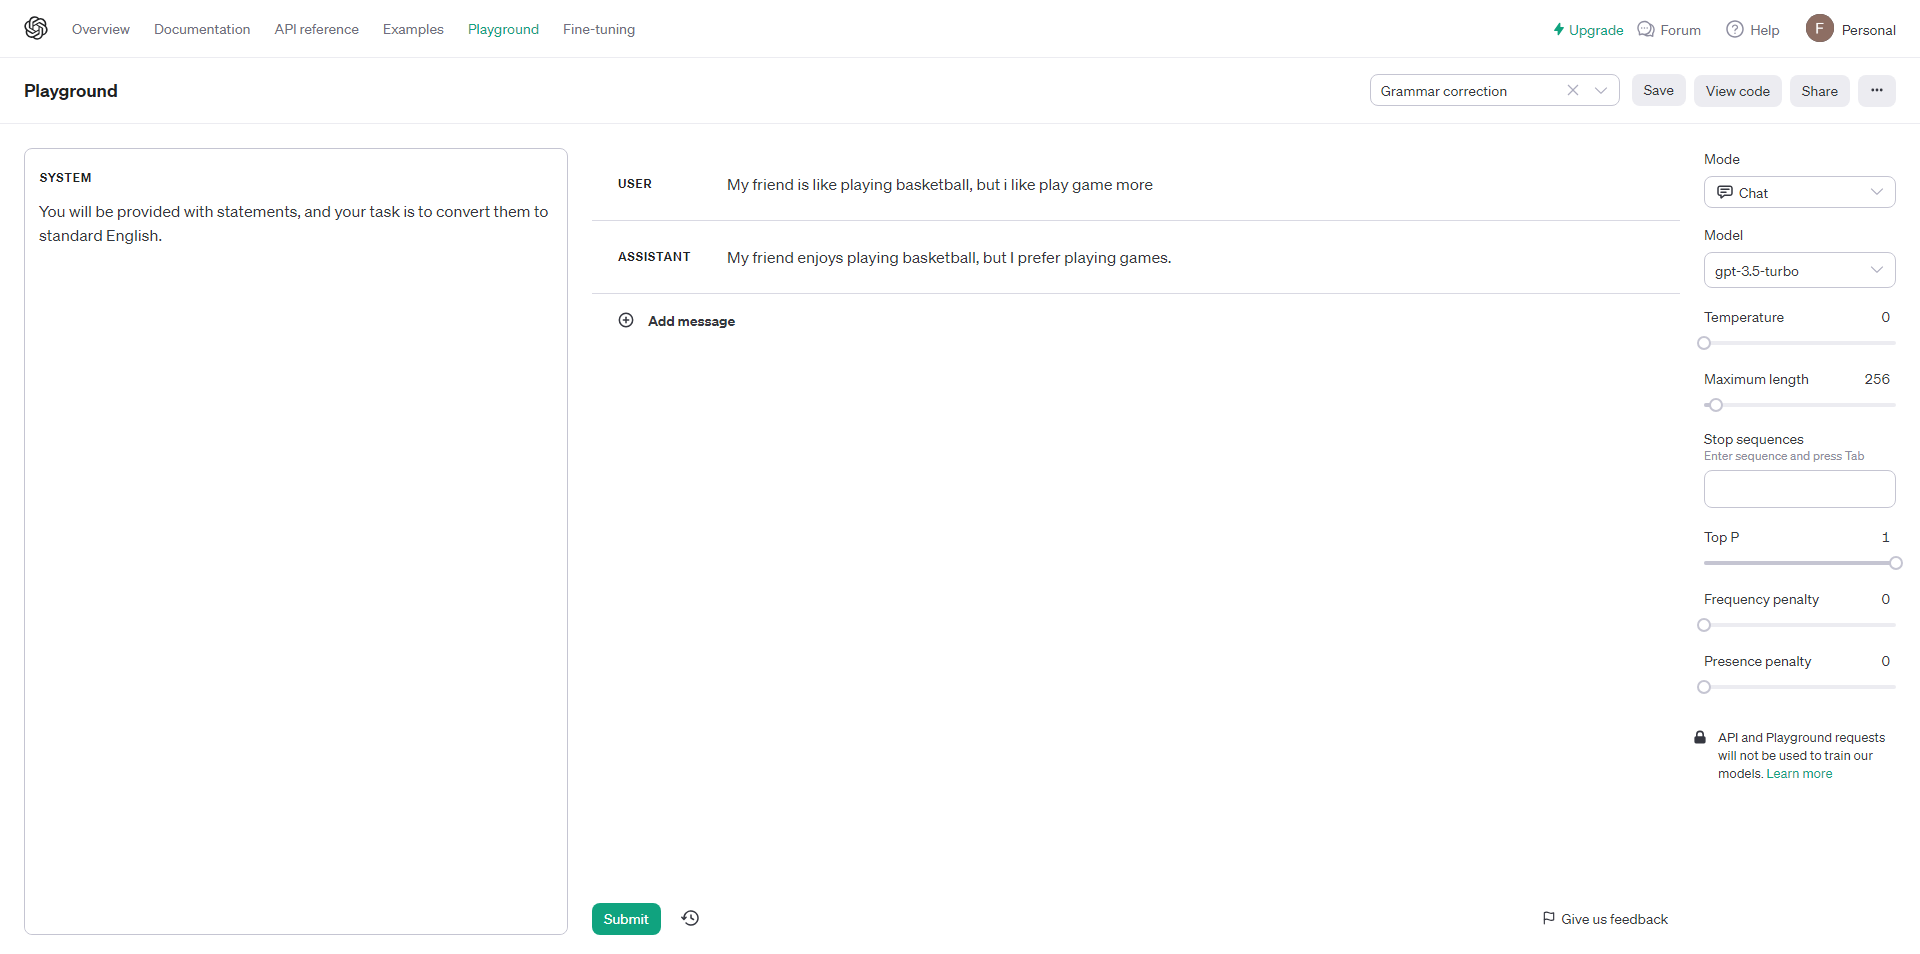 Overview Documentation API reference Examples Playground Fine-tuning Upgrade Forum Help F Personal
Playground Grammar correction Save View code Share ···
SYSTEM
You will be provided with statements, and your task is to convert them to
standard English.
USER My friend is like playing basketball, but i like play game more
ASSISTANT My friend enjoys playing basketball, but I prefer playing games.
Add message
Submit
Give us feedback
Mode
Chat
Model
gpt-3.5-turbo
Temperature 0
Maximum length 256
Stop sequences
Enter sequence and press Tab
Top P 1
Frequency penalty 0
Presence penalty 0
API and Playground requests
will not be used to train our
models. Learn more